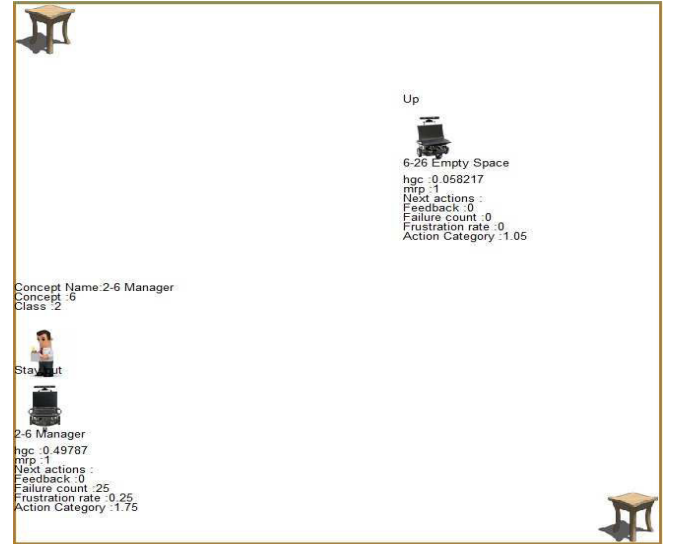 Up
6-26 Empty Space
hgc :0.058217
mrp :1
Next actions :
Feedback :0
Failure count :0
Frustration rate :0
Action Category :1.05
Concept Name:2-6 Manager
Concept :6
Class :2
Stay put
2-6 Manager
hgc :0.49787
mrp :1
Next actions :
Feedback :0
Failure count :25
Frustration rate :0.25
Action Category :1.75